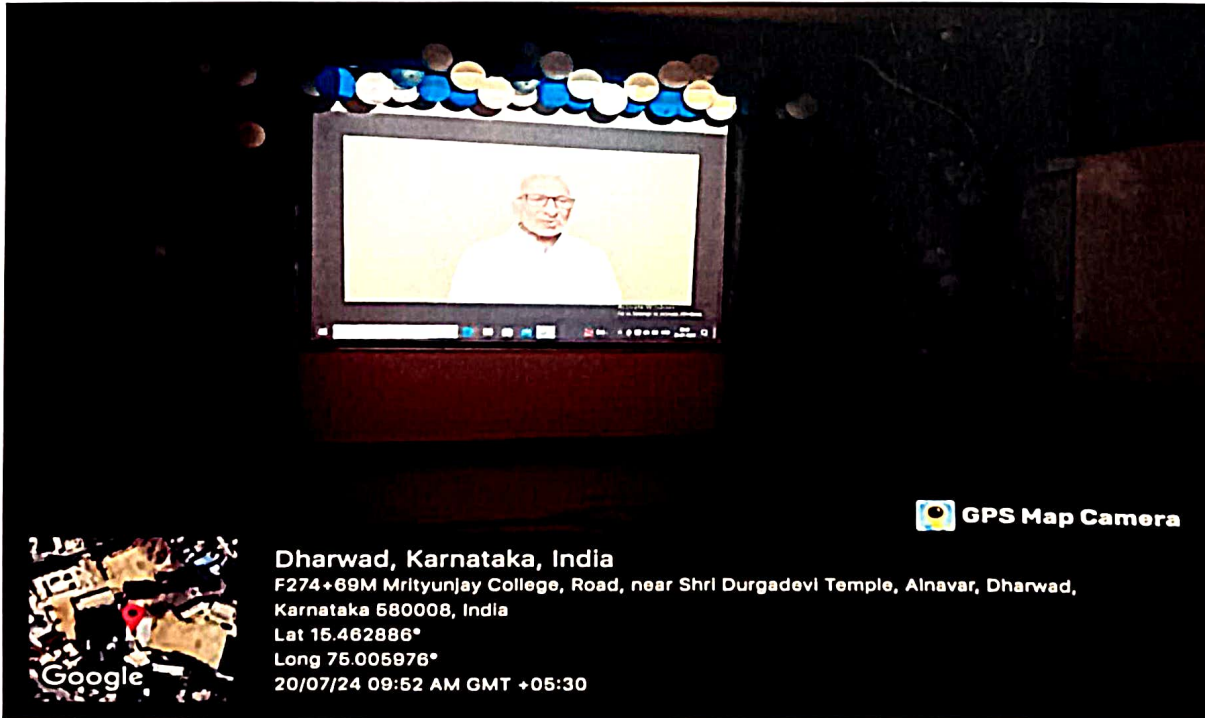 GPS Map Camera
Dharwad, Karnataka, India
F274+69M Mrityunjay College, Road, near Shri Durgadevi Temple, Alnavar, Dharwad,
Karnataka 580008, India
Lat 15.462886°
Long 75.005976°
20/07/24 09:52 AM GMT +05:30
Google